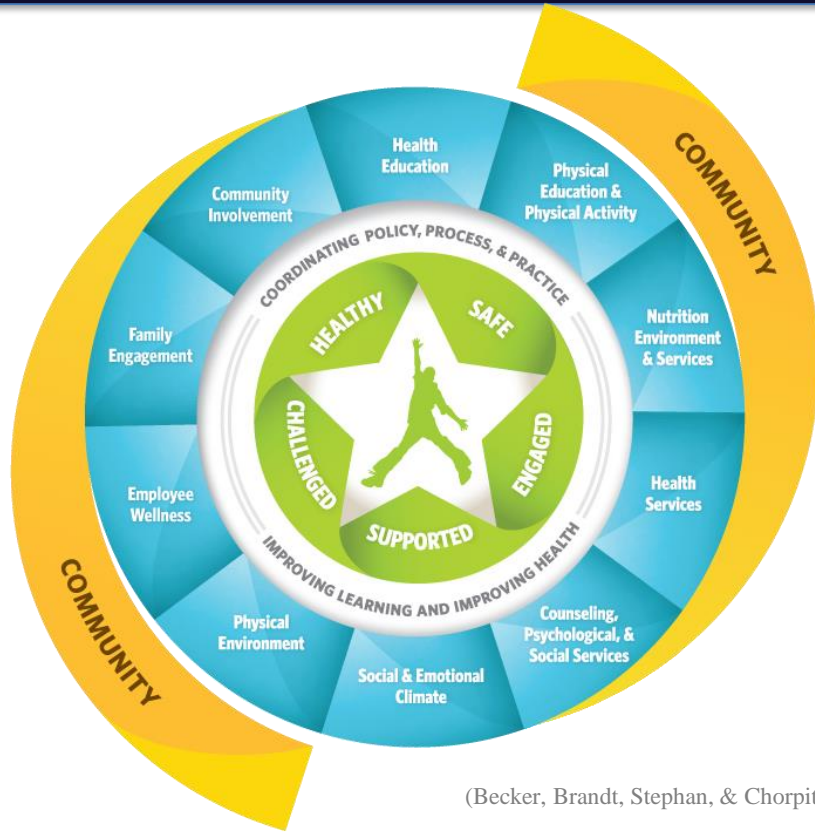 COMMUNITY
Health
Education
Physical
Education &
Physical Activity
Nutrition
Environment
& Services
Health
Services
Counseling,
Psychological, &
Social Services
Social & Emotional
Climate
Physical
Environment
Employee
Wellness
Family
Engagement
Community
Involvement
COORDINATING POLICY, PROCESS, & PRACTICE
IMPROVING LEARNING AND IMPROVING HEALTH
HEALTHY
SAFE
ENGAGED
SUPPORTED
CHALLENGED
COMMUNITY
(Becker, Brandt, Stephan, & Chorpit